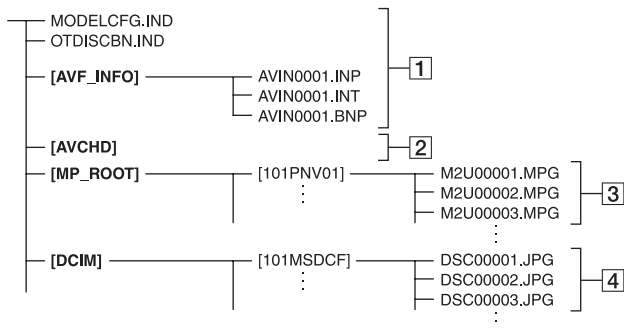 MODELCFG.IND
OTDISCBN.IND
[AVF_INFO] AVIN0001.INP
AVIN0001.INT
AVIN0001.BNP
1
[AVCHD] 2
[MP_ROOT] [101PNV01] M2U00001.MPG
M2U00002.MPG
M2U00003.MPG
3
[DCIM] [101MSDCF] DSC00001.JPG
DSC00002.JPG
DSC00003.JPG
4